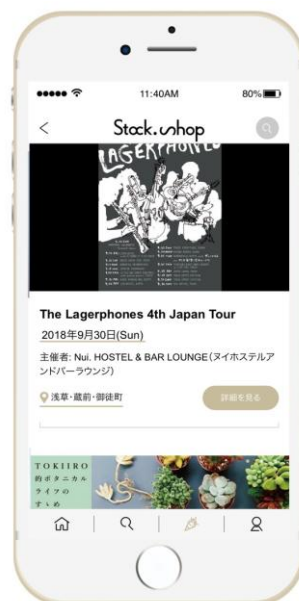 11:40AM
80%
Stock.shop
LAGERPHONES
The Lagerphones 4th Japan Tour
2018年9月30日(Sun)
主催者: Nui. HOSTEL & BAR LOUNGE(ヌイホステルア
ンドバーラウンジ)
浅草・蔵前・御徒町
詳細を見る
TOKIIRO
的ボタニカル
ライフの
すゝめ